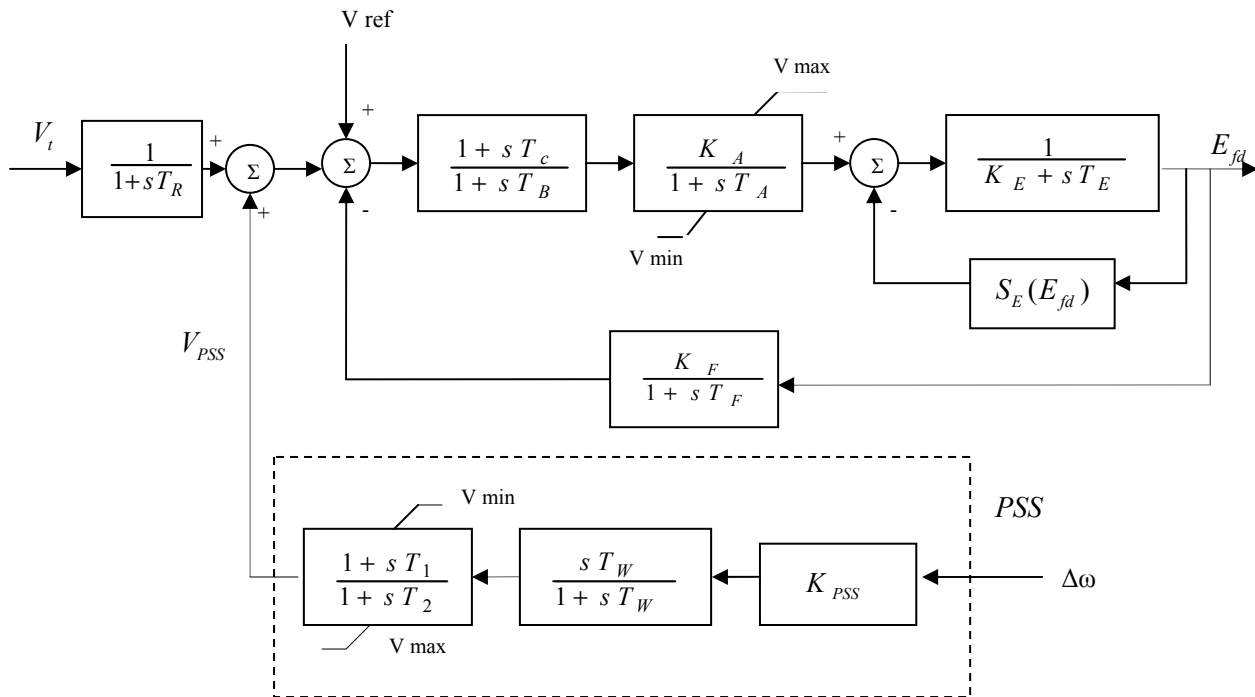 V ref
V max
V_t
1
1+sT_R
+
Σ
+
+
Σ
-
1 + s T_c
1 + s T_B
K_A
1 + s T_A
V min
+
Σ
-
1
K_E + s T_E
E_fd
S_E(E_fd)
V_PSS
K_F
1 + s T_F
V min
PSS
1 + s T_1
1 + s T_2
s T_W
1 + s T_W
K_PSS
Δω
V max